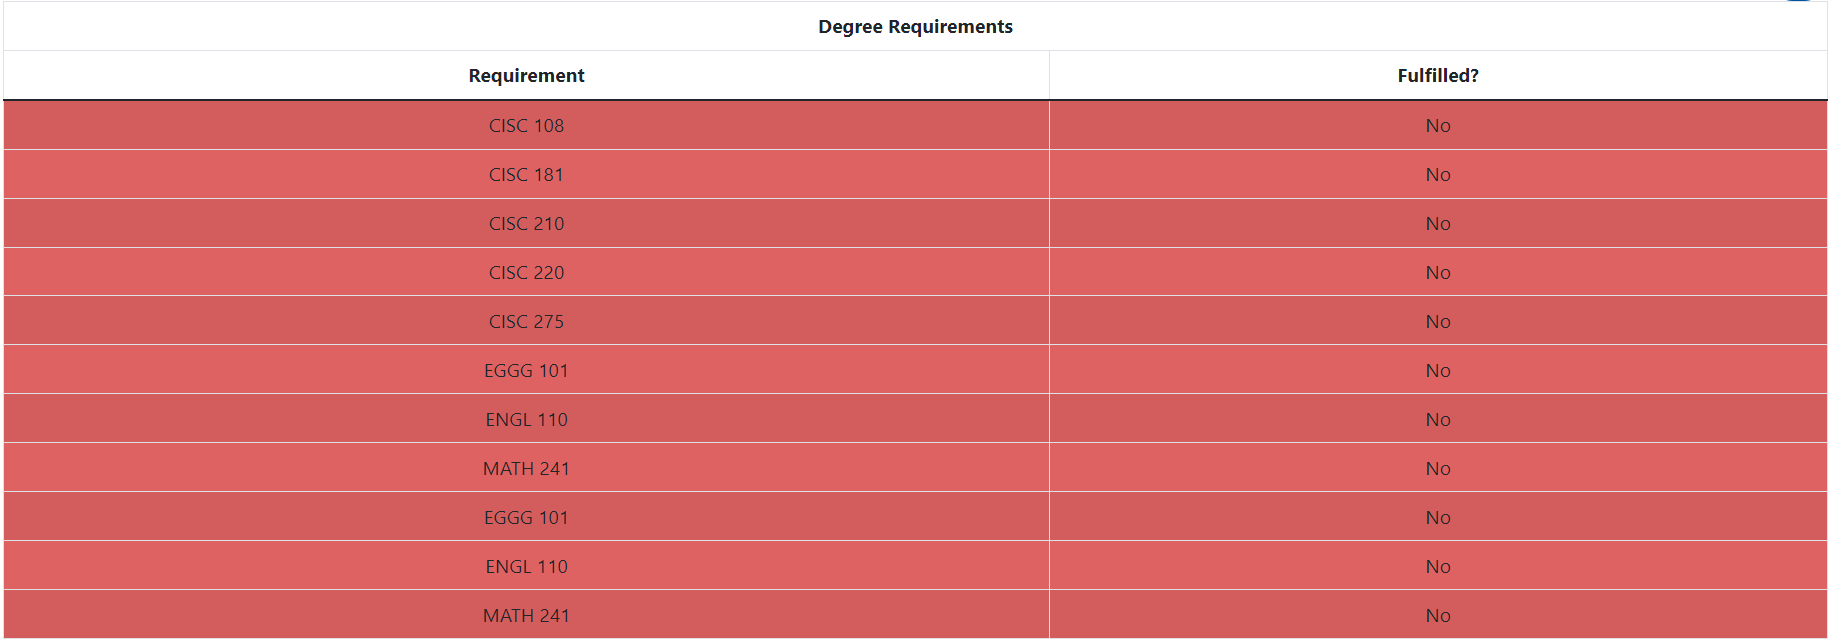 Degree Requirements
Requirement Fulfilled?
CISC 108 No
CISC 181 No
CISC 210 No
CISC 220 No
CISC 275 No
EGGG 101 No
ENGL 110 No
MATH 241 No
EGGG 101 No
ENGL 110 No
MATH 241 No